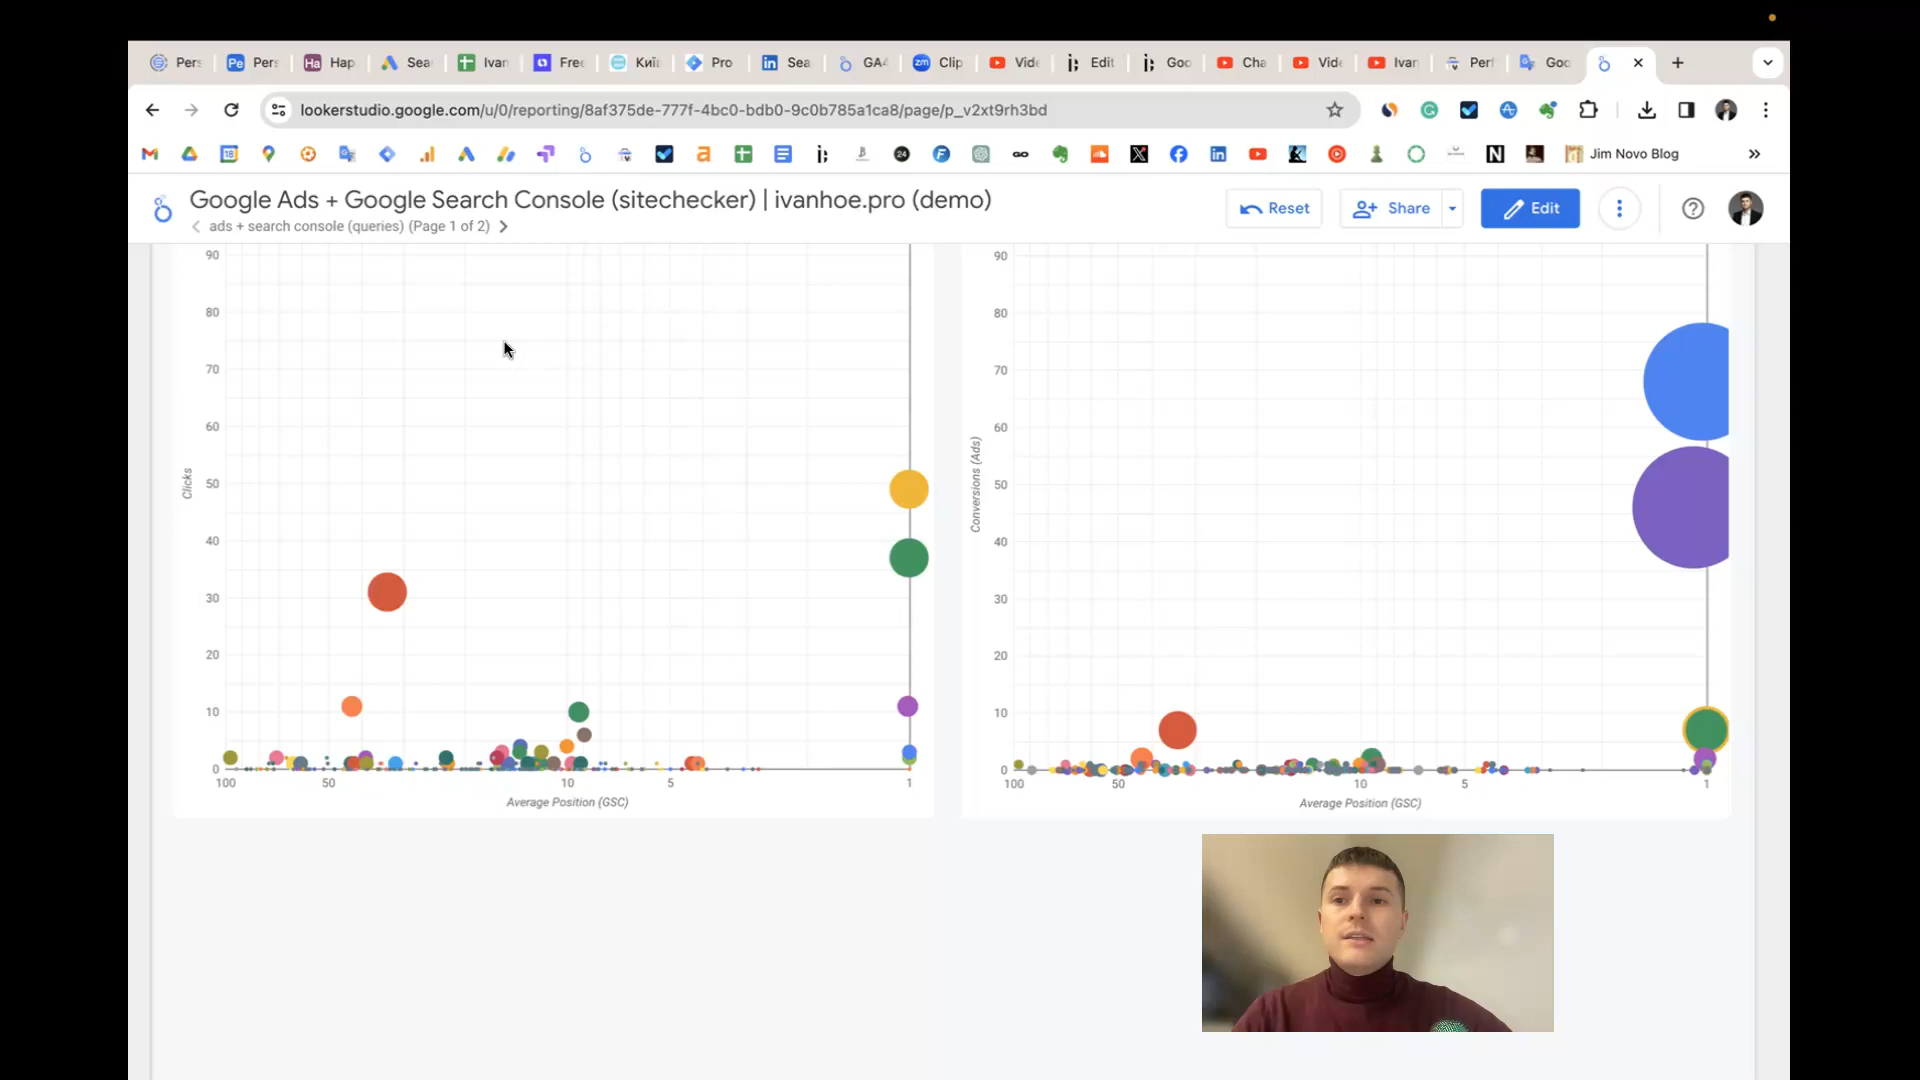 Pers
Pers
Hap
Sea
Ivan
Free
Київ
Pro
Sea
GA4
Clip
Vide
Edit
Goo
Cha
Vide
Ivan
Perf
Goo
lookerstudio.google.com/u/0/reporting/8af375de-777f-4bc0-bdb0-9c0b785a1ca8/page/p_v2xt9rh3bd
Jim Novo Blog
Google Ads + Google Search Console (sitechecker) | ivanhoe.pro (demo)
ads + search console (queries) (Page 1 of 2)
Reset
Share
Edit
90
80
70
60
50
40
30
20
10
0
Clicks
100
50
10
5
1
Average Position (GSC)
90
80
70
60
50
40
30
20
10
0
Conversions (Ads)
100
50
10
5
1
Average Position (GSC)